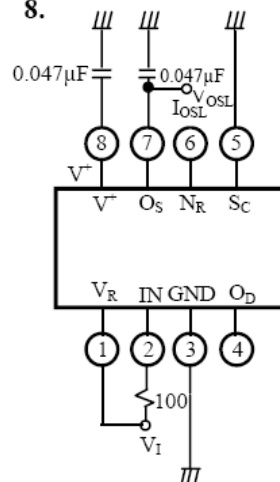 8.
0.047µF 0.047µF
V_OSL
I_OSL
8 7 6 5
V⁺
V⁺ O_S N_R S_C
V_R IN GND O_D
1 2 3 4
100
V_I